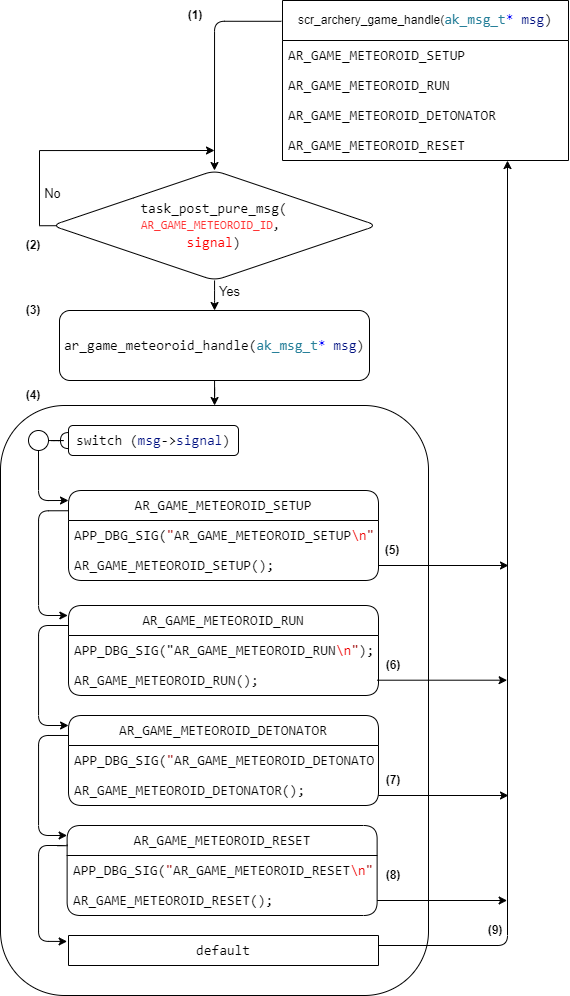 (1)
scr_archery_game_handle(ak_msg_t* msg)
AR_GAME_METEOROID_SETUP
AR_GAME_METEOROID_RUN
AR_GAME_METEOROID_DETONATOR
AR_GAME_METEOROID_RESET
No
task_post_pure_msg(
AR_GAME_METEOROID_ID,
signal)
(2)
Yes
(3)
ar_game_meteoroid_handle(ak_msg_t* msg)
(4)
switch (msg->signal)
AR_GAME_METEOROID_SETUP
APP_DBG_SIG("AR_GAME_METEOROID_SETUP\n"
(5)
AR_GAME_METEOROID_SETUP();
AR_GAME_METEOROID_RUN
APP_DBG_SIG("AR_GAME_METEOROID_RUN\n");
(6)
AR_GAME_METEOROID_RUN();
AR_GAME_METEOROID_DETONATOR
APP_DBG_SIG("AR_GAME_METEOROID_DETONATO
(7)
AR_GAME_METEOROID_DETONATOR();
AR_GAME_METEOROID_RESET
APP_DBG_SIG("AR_GAME_METEOROID_RESET\n"
(8)
AR_GAME_METEOROID_RESET();
(9)
default